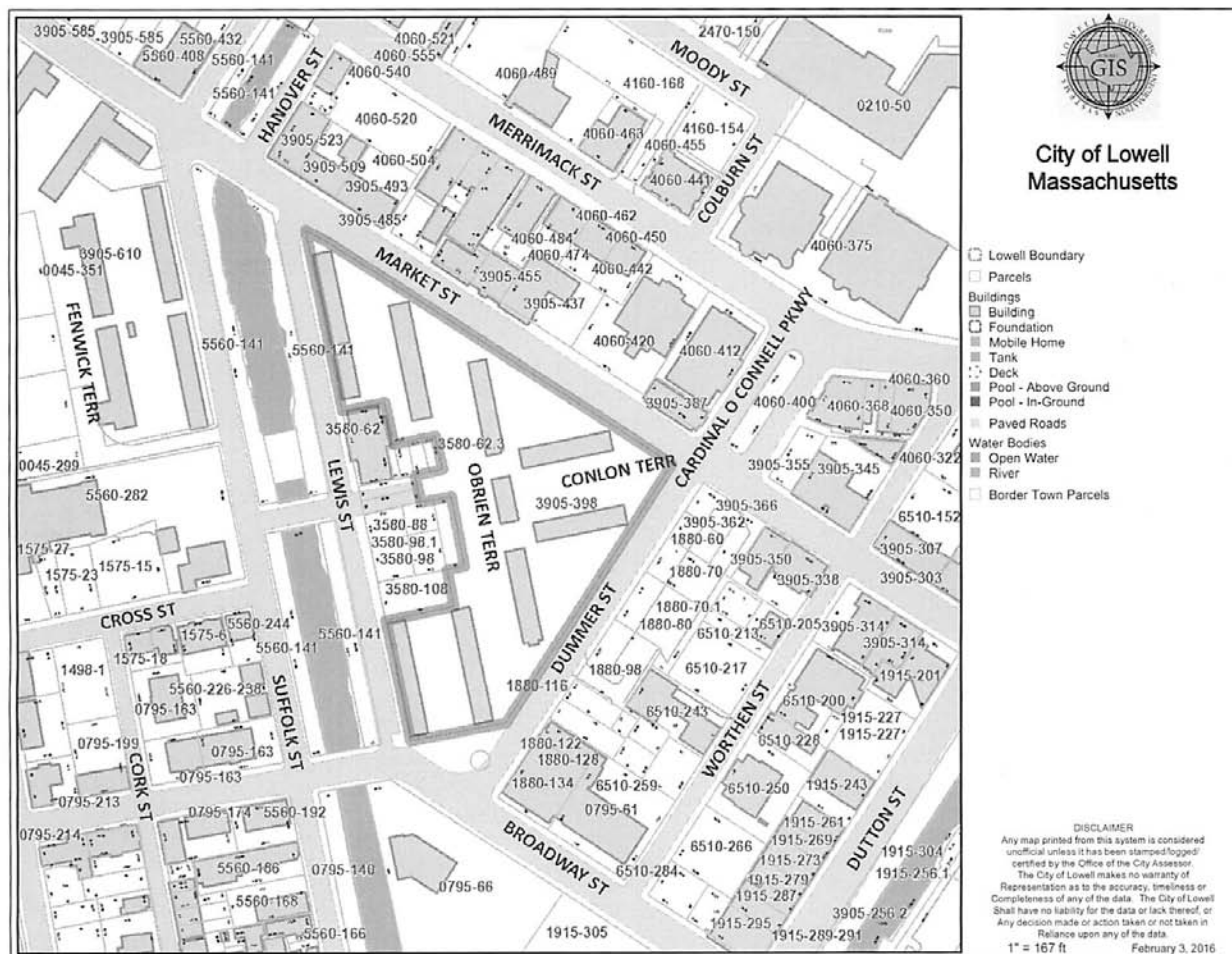 3905-585
3905-585
5560-432
5560-408
5560-141
5560-141
HANOVER ST
4060-521
4060-555
4060-540
4060-520
3905-523
3905-509
4060-504
3905-493
3905-485
4060-489
MOODY ST
2470-150
4160-168
0210-50
MERRIMACK ST
4060-463
4160-154
4060-455
4060-441
COLBURN ST
4060-462
4060-450
4060-484
4060-474
4060-442
4060-375
MARKET ST
3905-455
3905-437
4060-420
4060-412
3905-387
CARDINAL O CONNELL PKWY
4060-400
4060-360
4060-368
4060-350
4060-322
3905-610
0045-351
FENWICK TERR
5560-141
5560-141
3580-62
3580-62.3
OBRIEN TERR
CONLON TERR
3905-398
LEWIS ST
3580-88
3580-98.1
3580-98
3580-108
0045-299
5560-282
1575-27
1575-23
1575-15
CROSS ST
5560-244
1575-6
1575-18
5560-141
5560-141
1498-1
0795-163
5560-226-238
SUFFOLK ST
0795-199
CORK ST
0795-163
0795-163
0795-213
0795-214
0795-174
5560-192
5560-186
5560-168
5560-166
0795-140
0795-66
3905-355
3905-345
3905-366
3905-362
1880-60
1880-70
3905-350
3905-338
6510-152
3905-307
3905-303
1880-70.1
1880-80
6510-213
6510-205
3905-314
3905-314
1915-201
DUMMER ST
1880-98
6510-217
1880-116
6510-243
WORTHEN ST
6510-200
6510-228
1915-227
1915-227
1880-122
1880-128
1880-134
6510-259
0795-61
6510-250
1915-243
DUTTON ST
BROADWAY ST
6510-284
6510-266
1915-261
1915-269
1915-273
1915-279
1915-287
1915-295
1915-289-291
1915-304
1915-256.1
3905-256.2
1915-305
LOWELL GEOGRAPHIC INFORMATION SYSTEMS
GIS
City of Lowell
Massachusetts
Lowell Boundary
Parcels
Buildings
Building
Foundation
Mobile Home
Tank
Deck
Pool - Above Ground
Pool - In-Ground
Paved Roads
Water Bodies
Open Water
River
Border Town Parcels
DISCLAIMER
Any map printed from this system is considered
unofficial unless it has been stamped/logged/
certified by the Office of the City Assessor.
The City of Lowell makes no warranty of
Representation as to the accuracy, timeliness or
Completeness of any of the data. The City of Lowell
Shall have no liability for the data or lack thereof, or
Any decision made or action taken or not taken in
Reliance upon any of the data.
1" = 167 ft
February 3, 2016